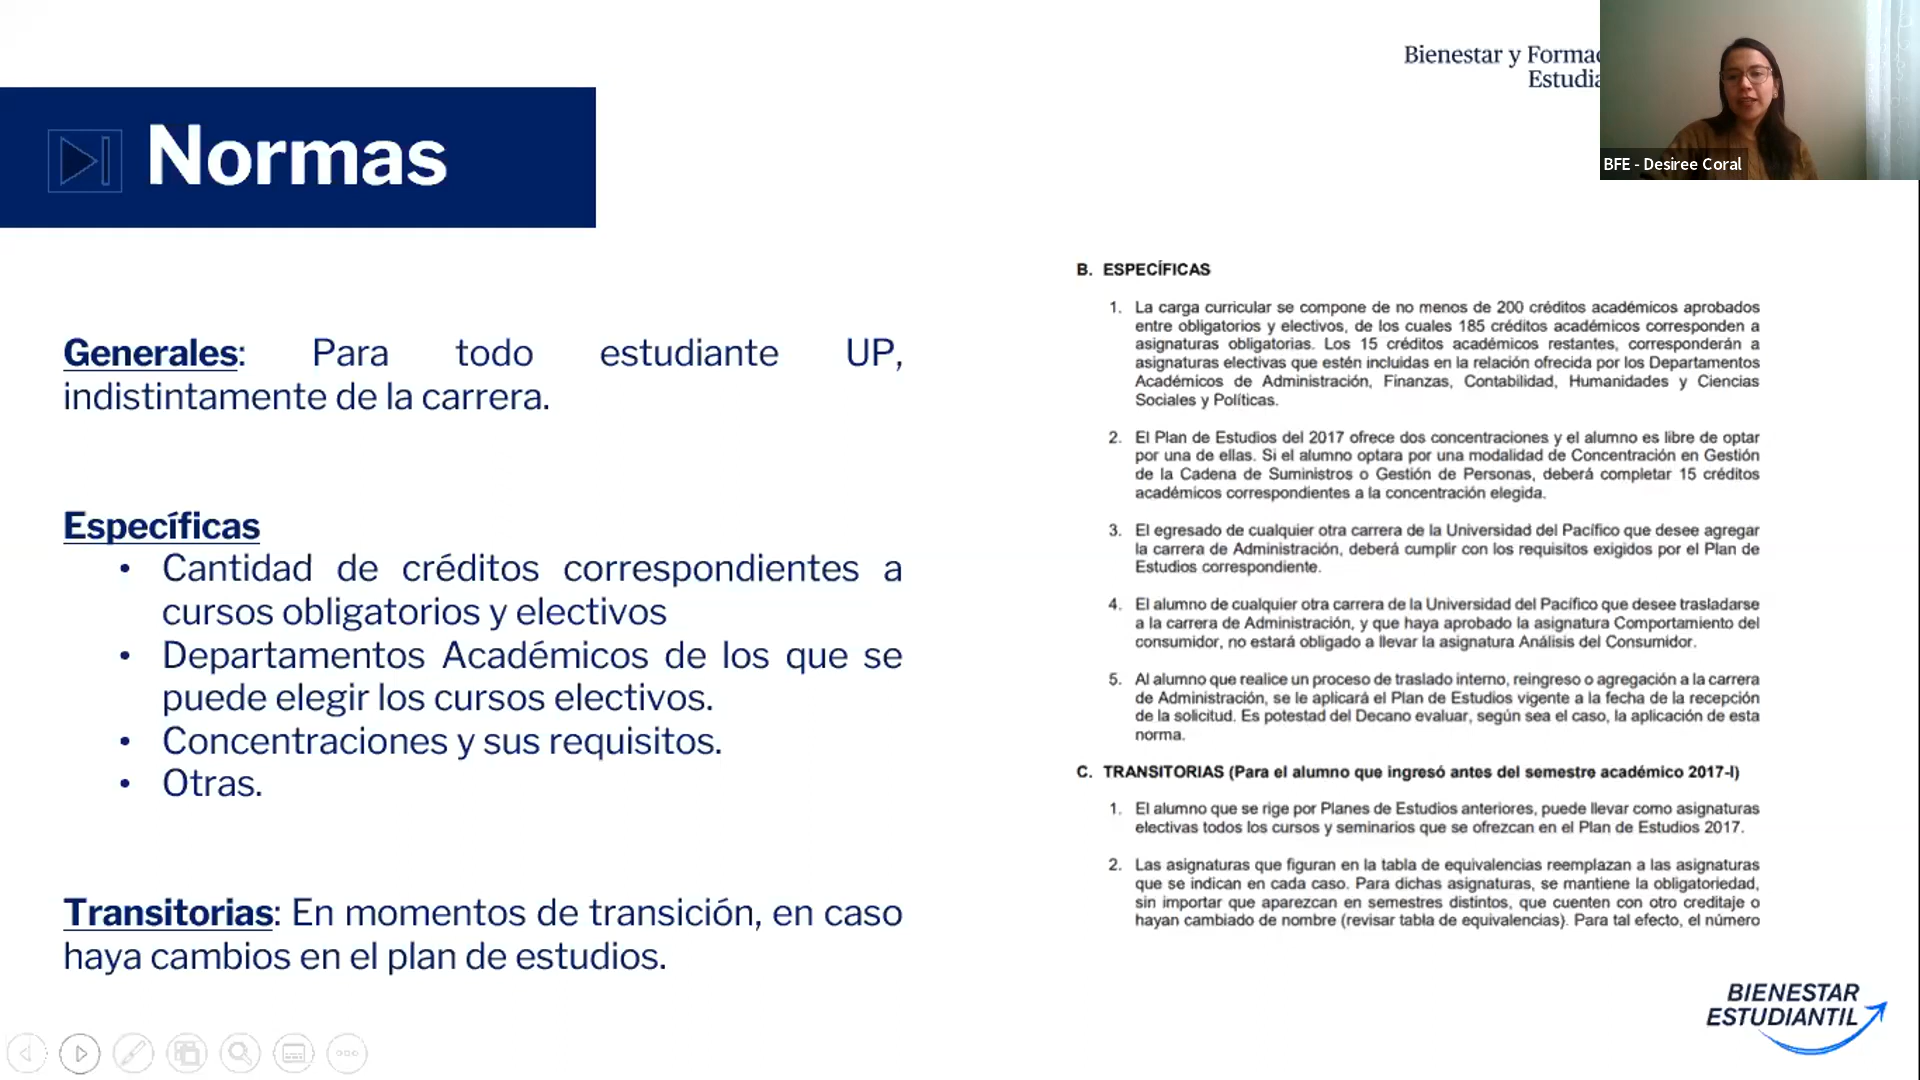 Bienestar y Formac
Estudia
BFE - Desiree Coral
Normas
Generales: Para todo estudiante UP,
indistintamente de la carrera.
Específicas
• Cantidad de créditos correspondientes a
cursos obligatorios y electivos
• Departamentos Académicos de los que se
puede elegir los cursos electivos.
• Concentraciones y sus requisitos.
• Otras.
Transitorias: En momentos de transición, en caso
haya cambios en el plan de estudios.
B. ESPECÍFICAS
1. La carga curricular se compone de no menos de 200 créditos académicos aprobados
entre obligatorios y electivos, de los cuales 185 créditos académicos corresponden a
asignaturas obligatorias. Los 15 créditos académicos restantes, corresponderán a
asignaturas electivas que estén incluidas en la relación ofrecida por los Departamentos
Académicos de Administración, Finanzas, Contabilidad, Humanidades y Ciencias
Sociales y Políticas.
2. El Plan de Estudios del 2017 ofrece dos concentraciones y el alumno es libre de optar
por una de ellas. Si el alumno optara por una modalidad de Concentración en Gestión
de la Cadena de Suministros o Gestión de Personas, deberá completar 15 créditos
académicos correspondientes a la concentración elegida.
3. El egresado de cualquier otra carrera de la Universidad del Pacífico que desee agregar
la carrera de Administración, deberá cumplir con los requisitos exigidos por el Plan de
Estudios correspondiente.
4. El alumno de cualquier otra carrera de la Universidad del Pacífico que desee trasladarse
a la carrera de Administración, y que haya aprobado la asignatura Comportamiento del
consumidor, no estará obligado a llevar la asignatura Análisis del Consumidor.
5. Al alumno que realice un proceso de traslado interno, reingreso o agregación a la carrera
de Administración, se le aplicará el Plan de Estudios vigente a la fecha de la recepción
de la solicitud. Es potestad del Decano evaluar, según sea el caso, la aplicación de esta
norma.
C. TRANSITORIAS (Para el alumno que ingresó antes del semestre académico 2017-I)
1. El alumno que se rige por Planes de Estudios anteriores, puede llevar como asignaturas
electivas todos los cursos y seminarios que se ofrezcan en el Plan de Estudios 2017.
2. Las asignaturas que figuran en la tabla de equivalencias reemplazan a las asignaturas
que se indican en cada caso. Para dichas asignaturas, se mantiene la obligatoriedad,
sin importar que aparezcan en semestres distintos, que cuenten con otro creditaje o
hayan cambiado de nombre (revisar tabla de equivalencias). Para tal efecto, el número
BIENESTAR
ESTUDIANTIL